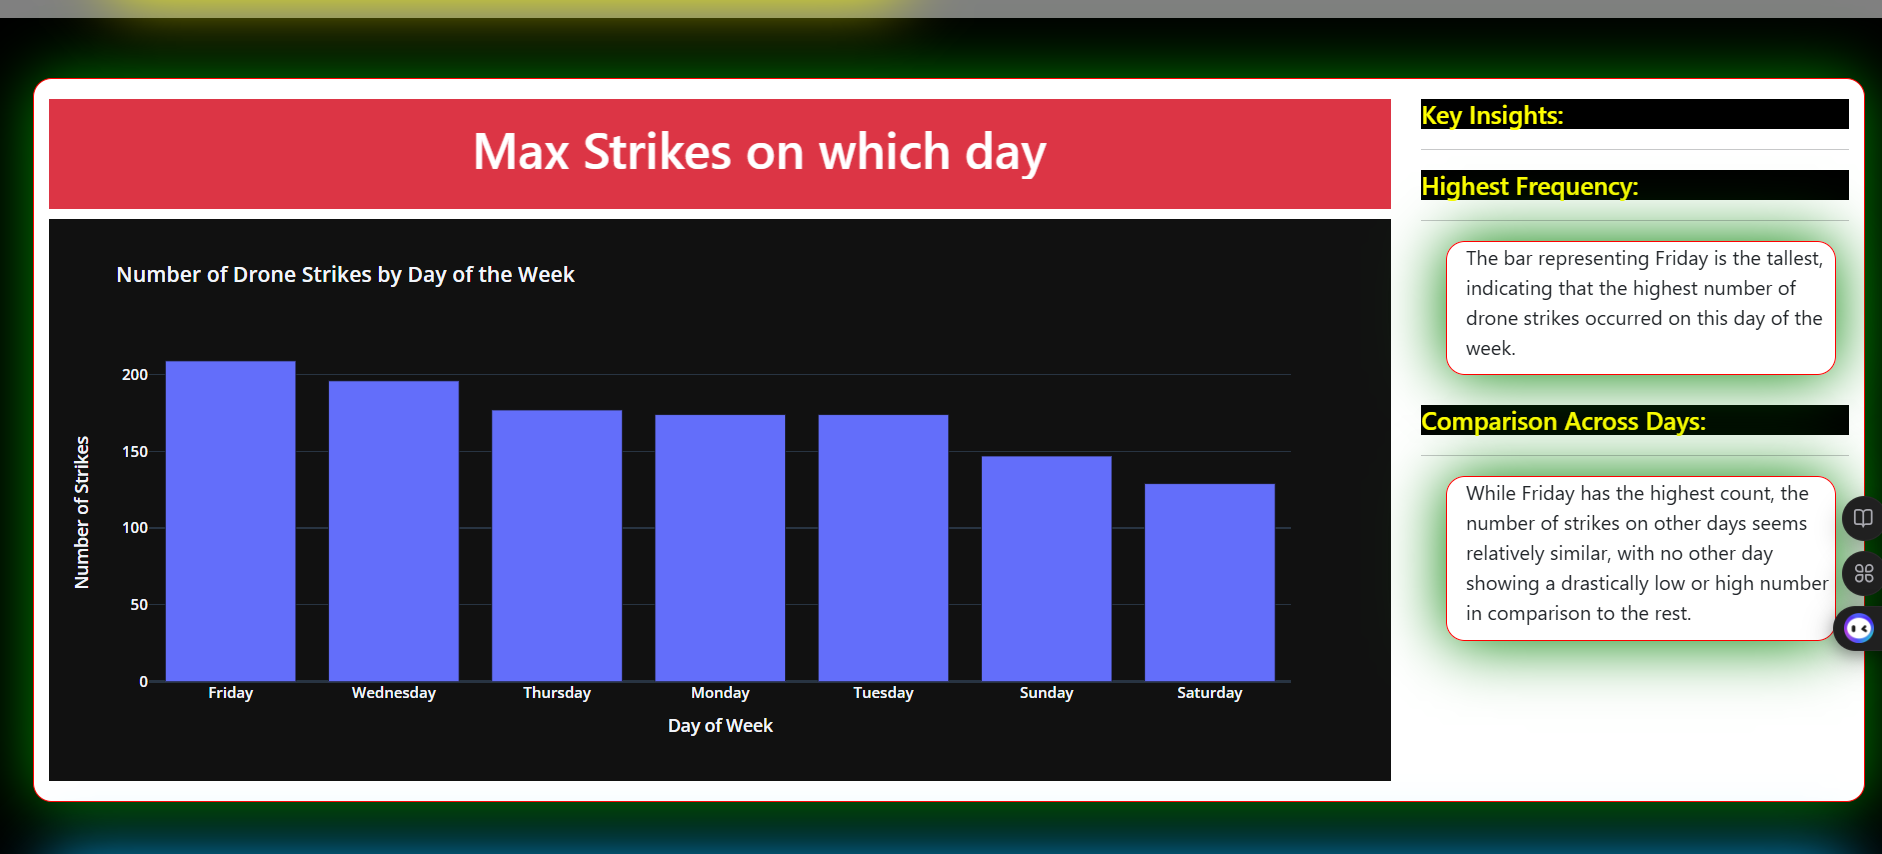 Max Strikes on which day
Number of Drone Strikes by Day of the Week
Number of Strikes
200
150
100
50
0
Friday Wednesday Thursday Monday Tuesday Sunday Saturday
Day of Week
Key Insights:
Highest Frequency:
The bar representing Friday is the tallest,
indicating that the highest number of
drone strikes occurred on this day of the
week.
Comparison Across Days:
While Friday has the highest count, the
number of strikes on other days seems
relatively similar, with no other day
showing a drastically low or high number
in comparison to the rest.